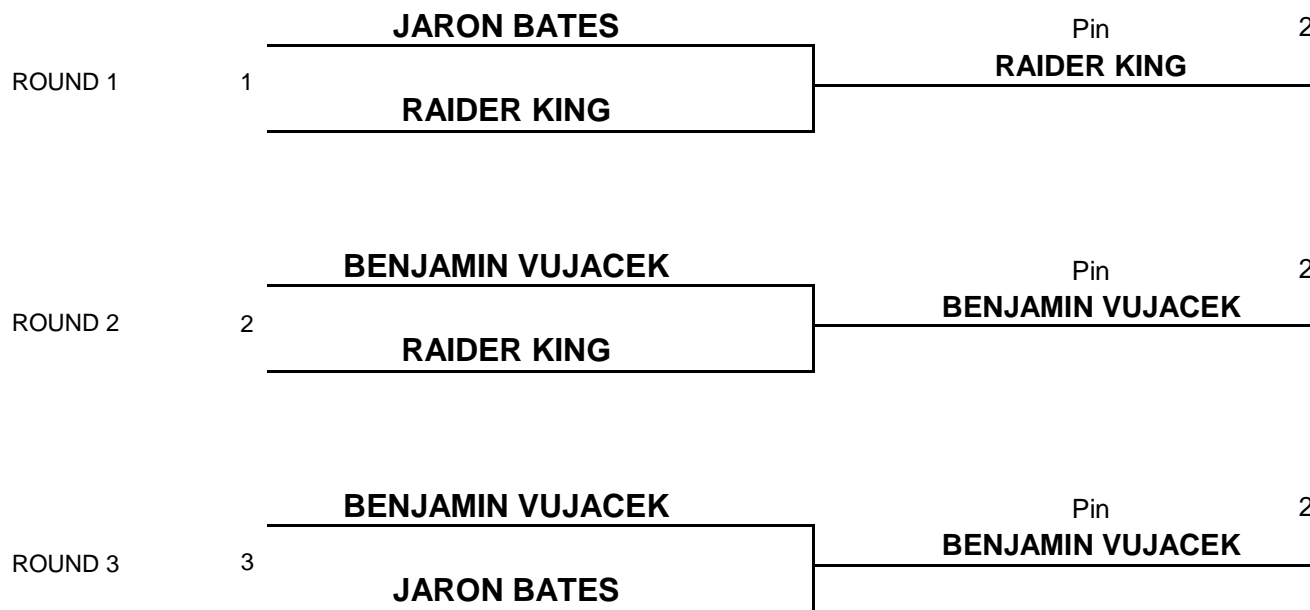 JARON BATES Pin 2
ROUND 1 1 RAIDER KING
RAIDER KING
BENJAMIN VUJACEK Pin 2
ROUND 2 2 BENJAMIN VUJACEK
RAIDER KING
BENJAMIN VUJACEK Pin 2
ROUND 3 3 BENJAMIN VUJACEK
JARON BATES